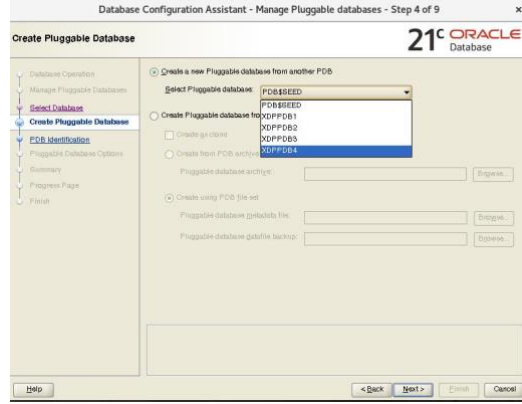 Database Configuration Assistant - Manage Pluggable databases - Step 4 of 9
×
Create Pluggable Database
21c ORACLE
Database
Database Operation
Manage Pluggable Databases
Select Database
Create Pluggable Database
PDB Identification
Pluggable Database Options
Summary
Progress Page
Finish
Create a new Pluggable database from another PDB
Select Pluggable database: PDB$SEED
PDB$SEED
XDPPDB1
XDPPDB2
XDPPDB3
XDPPDB4
Create Pluggable database fro
Create as clone
Create from PDB archive
Pluggable database archive:
Browse...
Create using PDB file set
Pluggable database metadata file:
Browse...
Pluggable database datafile backup:
Browse...
Help
< Back
Next >
Finish
Cancel